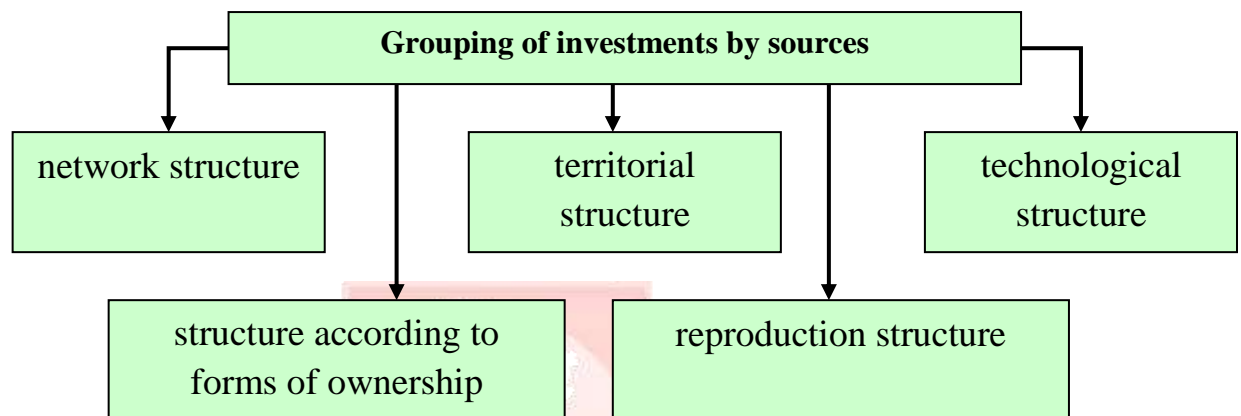 Grouping of investments by sources
network structure
territorial
structure
technological
structure
structure according to
forms of ownership
reproduction structure